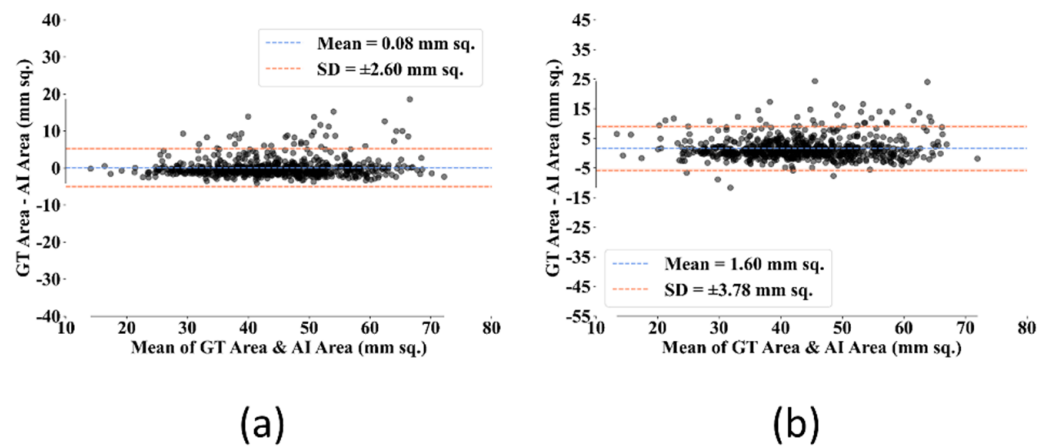 40
30
20
10
0
-10
-20
-30
-40
GT Area - AI Area (mm sq.)
Mean = 0.08 mm sq.
SD = ±2.60 mm sq.
10 20 30 40 50 60 70 80
Mean of GT Area & AI Area (mm sq.)
(a)
45
35
25
15
5
-5
-15
-25
-35
-45
-55
GT Area - AI Area (mm sq.)
Mean = 1.60 mm sq.
SD = ±3.78 mm sq.
10 20 30 40 50 60 70 80
Mean of GT Area & AI Area (mm sq.)
(b)